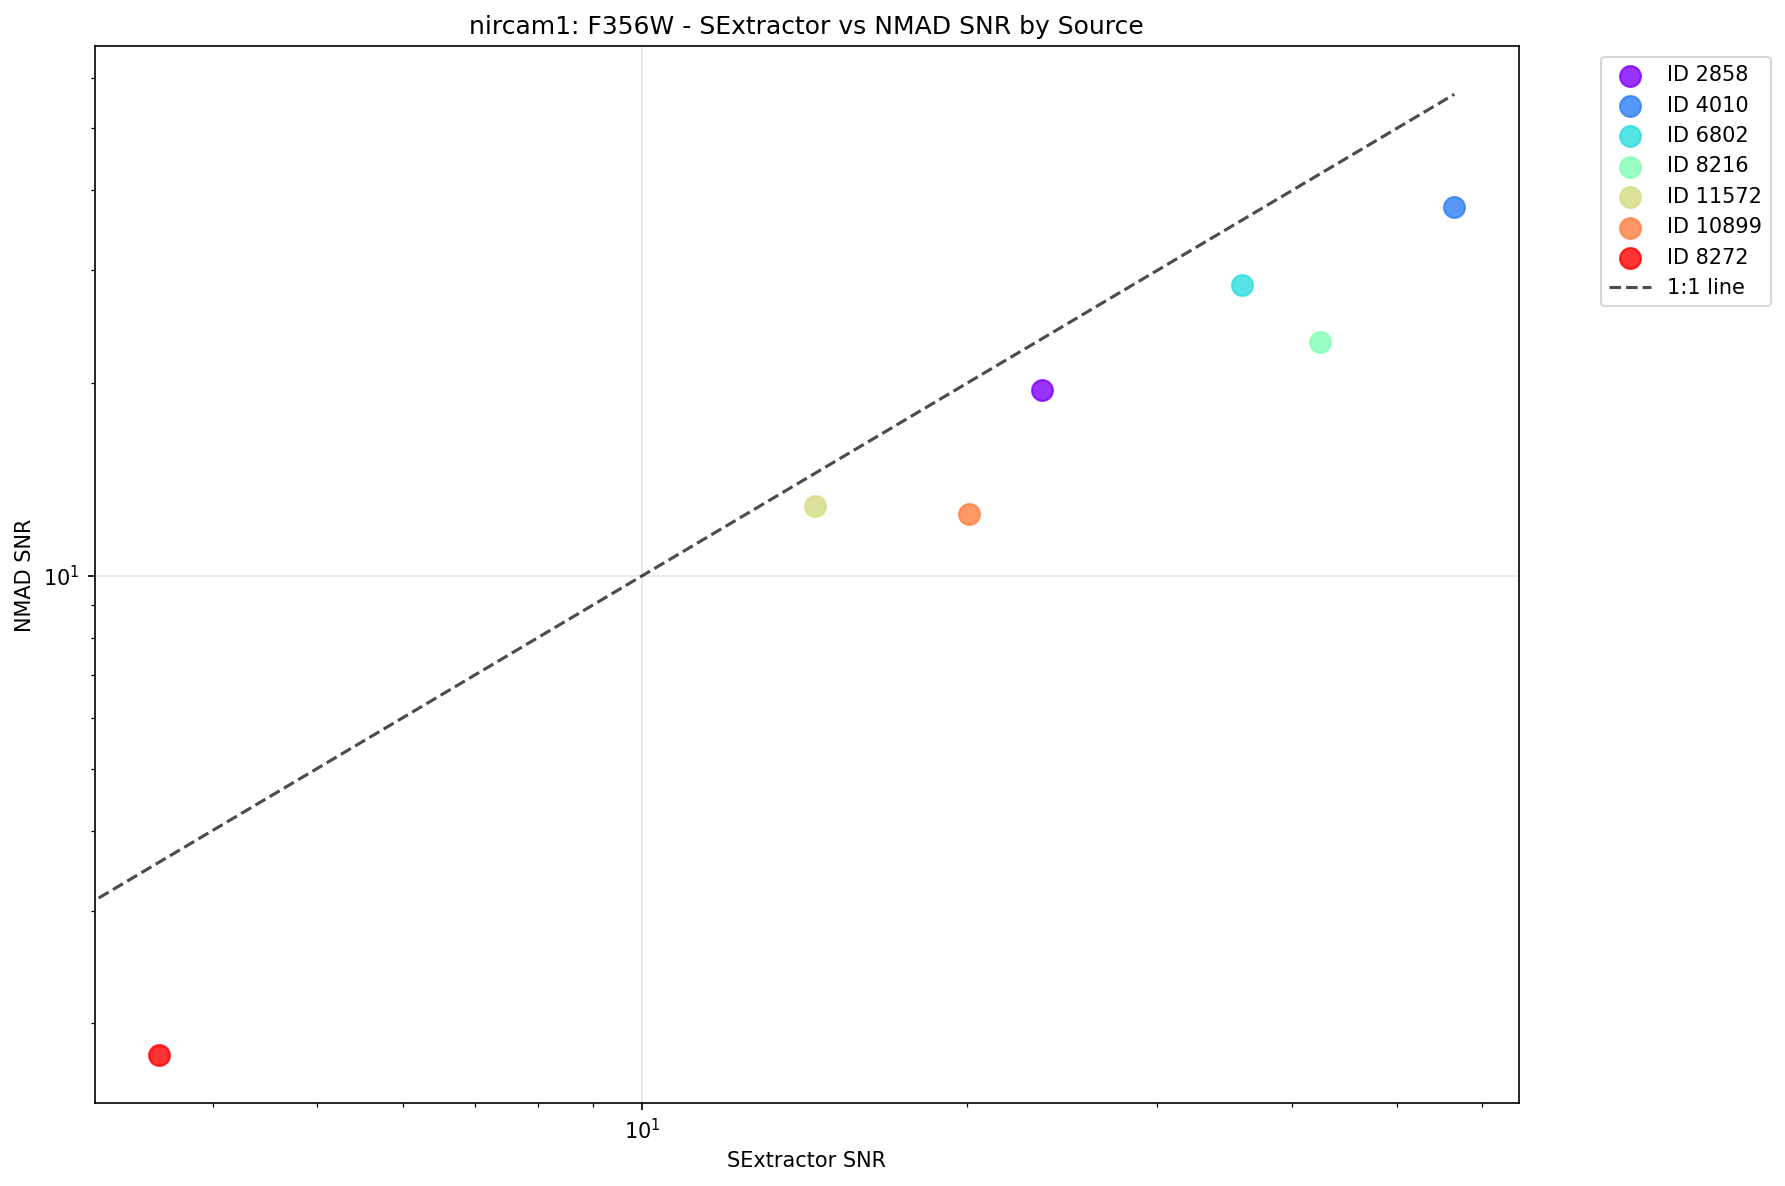 nircam1: F356W - SExtractor vs NMAD SNR by Source
ID 2858
ID 4010
ID 6802
ID 8216
ID 11572
ID 10899
ID 8272
1:1 line
NMAD SNR
10¹
10¹
SExtractor SNR